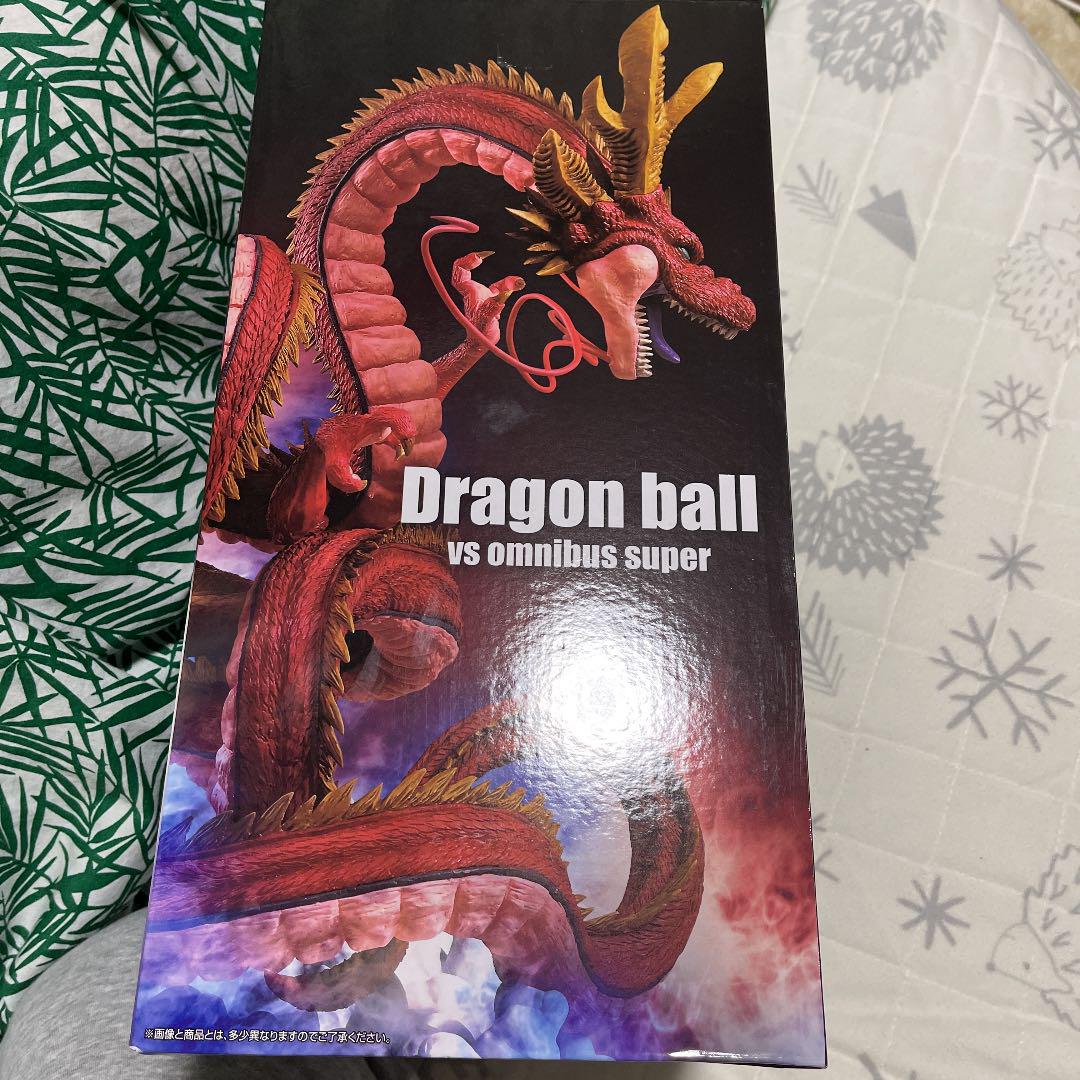 Dragon ball
vs omnibus super
※画像と商品とは、多少異なりますのでご了承ください。